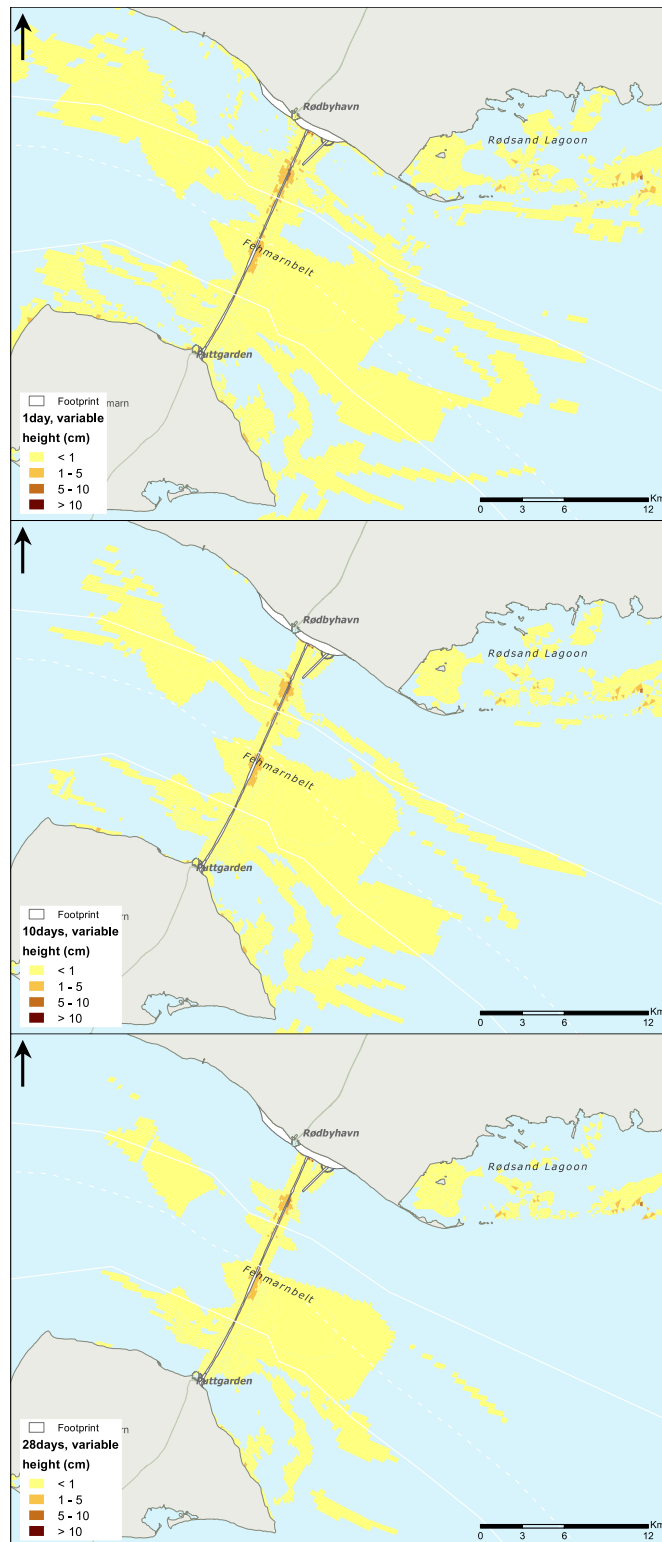 Rødbyhavn
Rødsand Lagoon
Fehmarnbelt
Puttgarden
Footprint
marn
1day, variable
height (cm)
< 1
1 - 5
5 - 10
> 10
Km
0 3 6 12
Rødbyhavn
Rødsand Lagoon
Fehmarnbelt
Puttgarden
Footprint
rn
10days, variable
height (cm)
< 1
1 - 5
5 - 10
> 10
Km
0 3 6 12
Rødbyhavn
Rødsand Lagoon
Fehmarnbelt
Puttgarden
Footprint
rn
28days, variable
height (cm)
< 1
1 - 5
5 - 10
> 10
Km
0 3 6 12